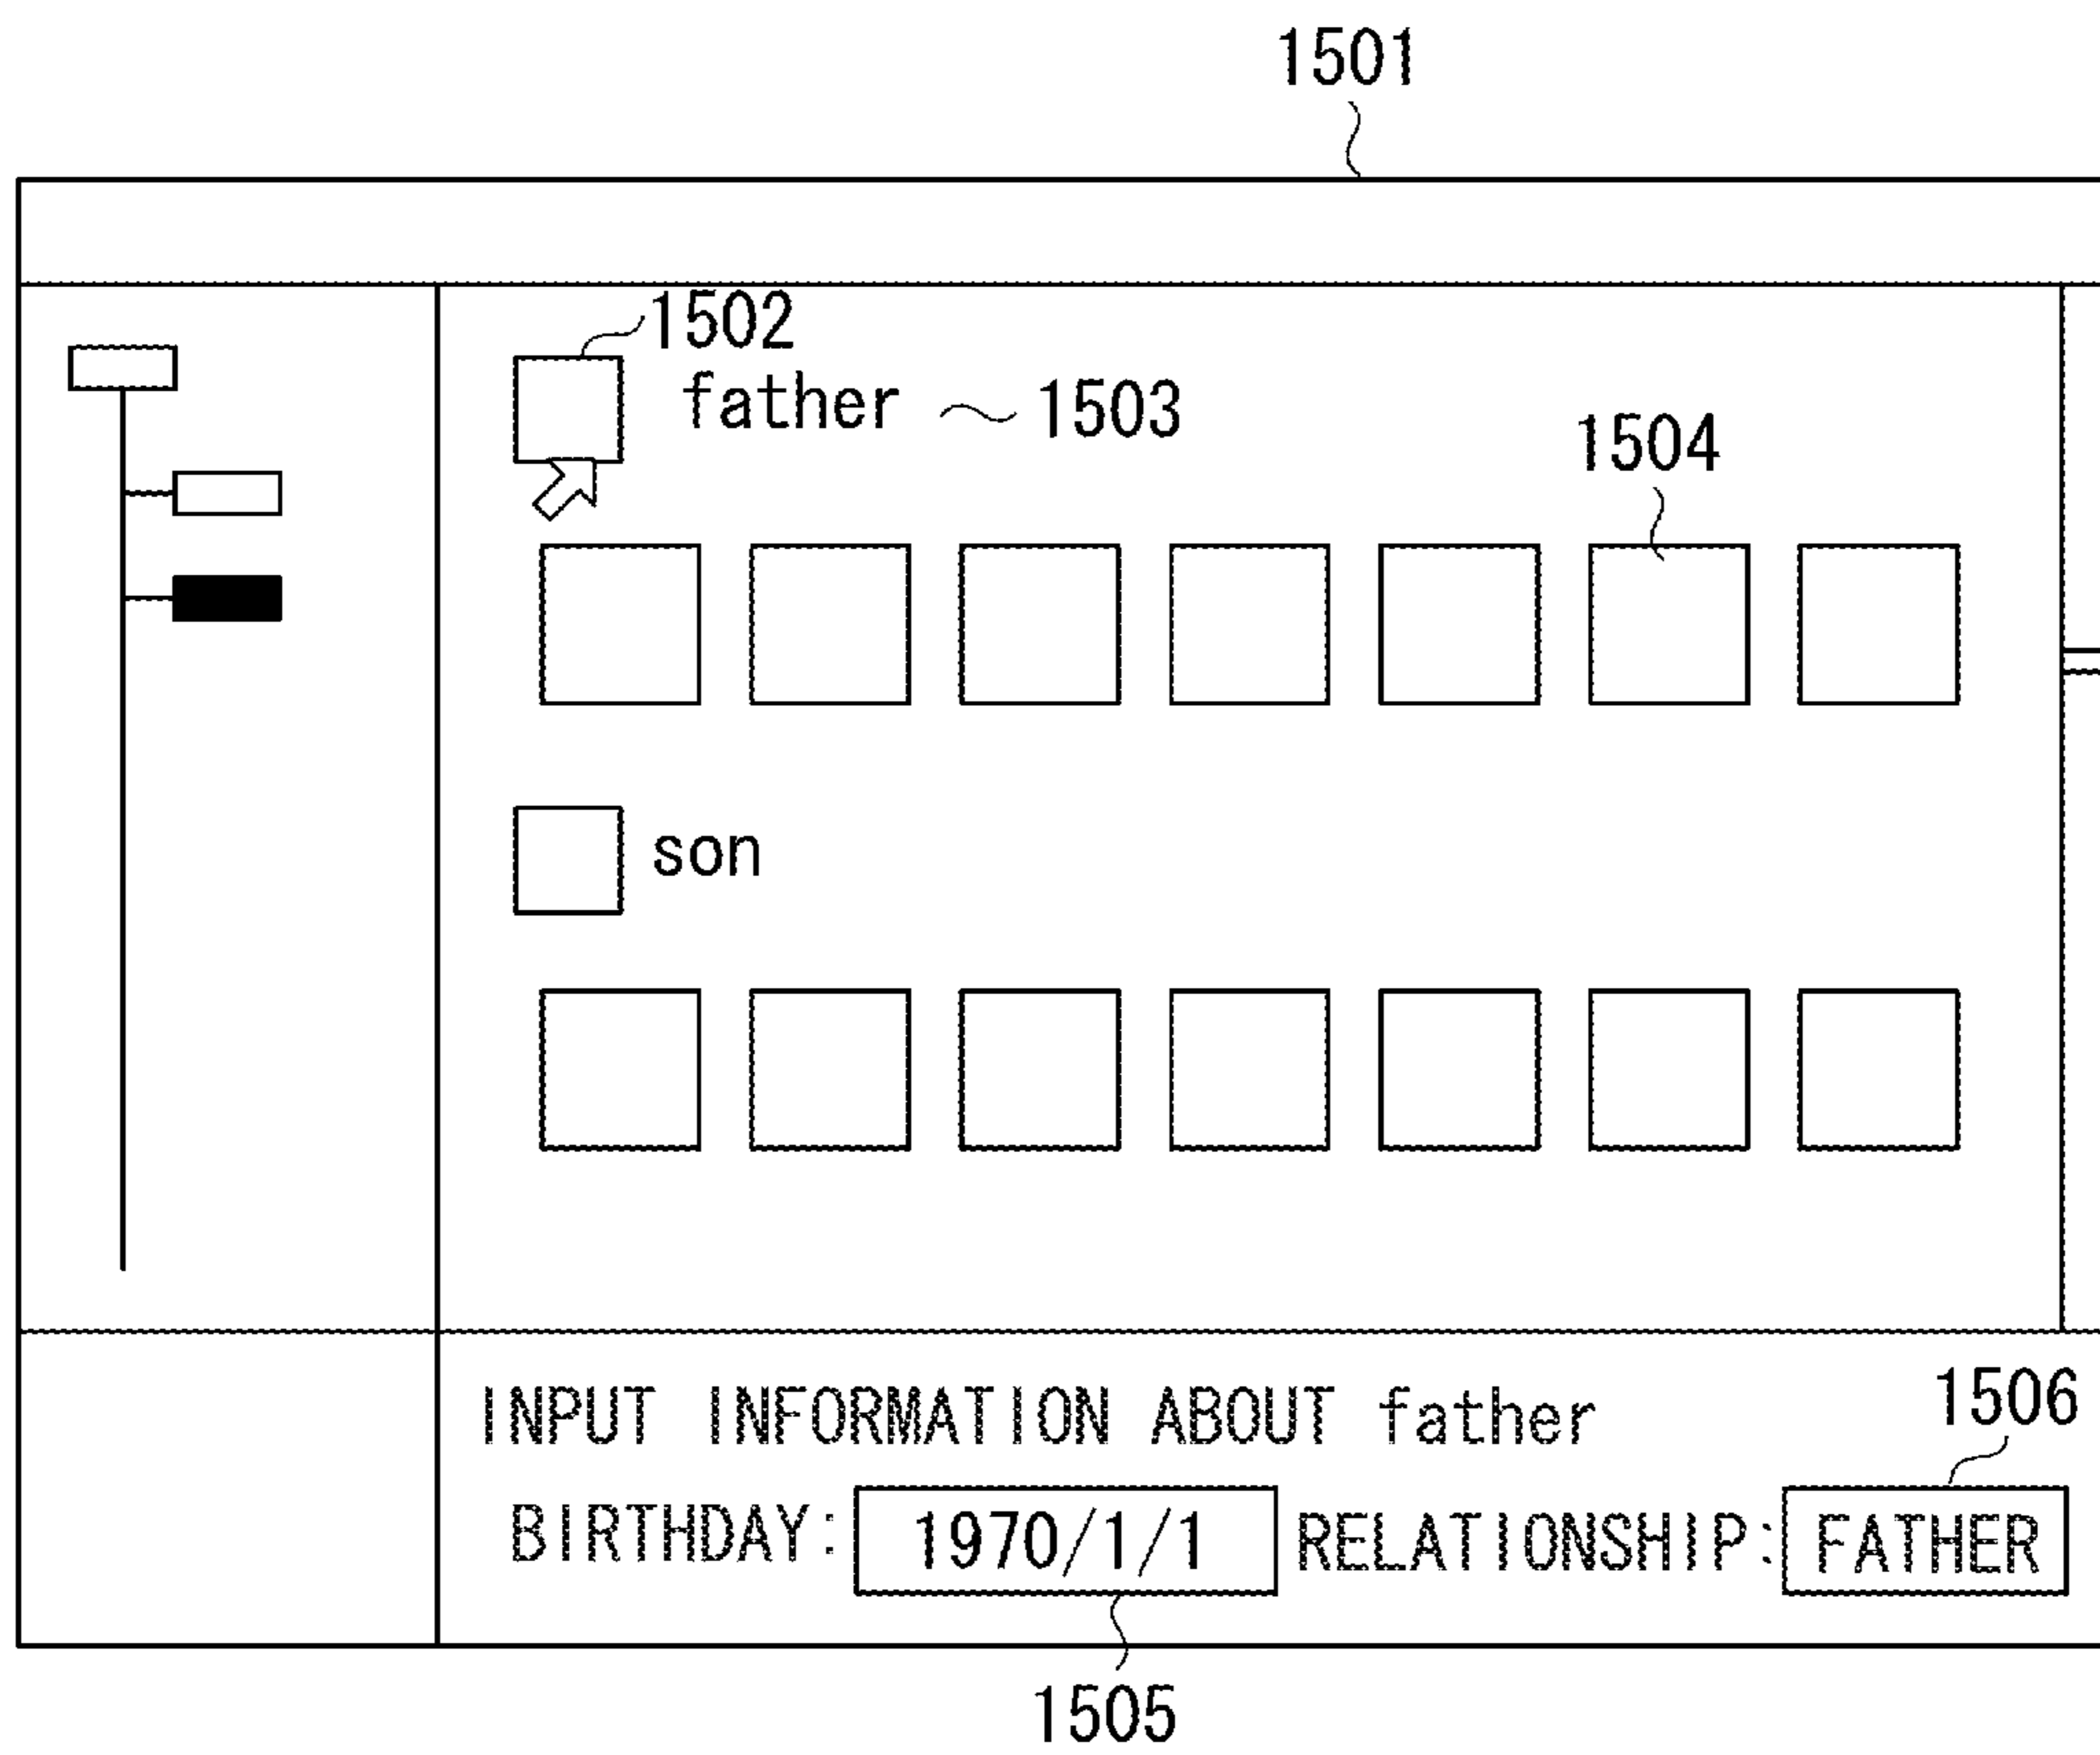 1501
1502
father 1503
1504
son
INPUT INFORMATION ABOUT father
1506
BIRTHDAY: 1970/1/1 RELATIONSHIP: FATHER
1505